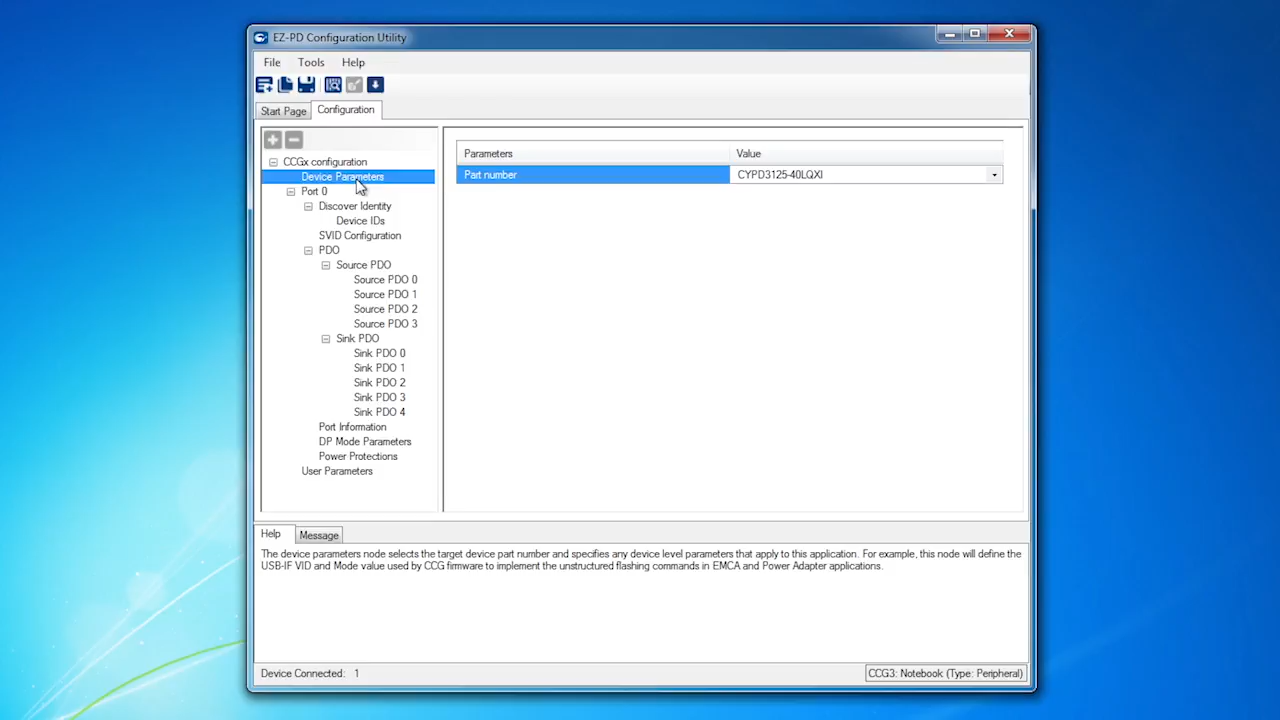 EZ-PD Configuration Utility
File Tools Help
Start Page Configuration
CCGx configuration
Device Parameters
Port 0
Discover Identity
Device IDs
SVID Configuration
PDO
Source PDO
Source PDO 0
Source PDO 1
Source PDO 2
Source PDO 3
Sink PDO
Sink PDO 0
Sink PDO 1
Sink PDO 2
Sink PDO 3
Sink PDO 4
Port Information
DP Mode Parameters
Power Protections
User Parameters
Parameters Value
Part number CYPD3125-40LQXI
Help Message
The device parameters node selects the target device part number and specifies any device level parameters that apply to this application. For example, this node will define the
USB-IF VID and Mode value used by CCG firmware to implement the unstructured flashing commands in EMCA and Power Adapter applications.
Device Connected: 1 CCG3: Notebook (Type: Peripheral)